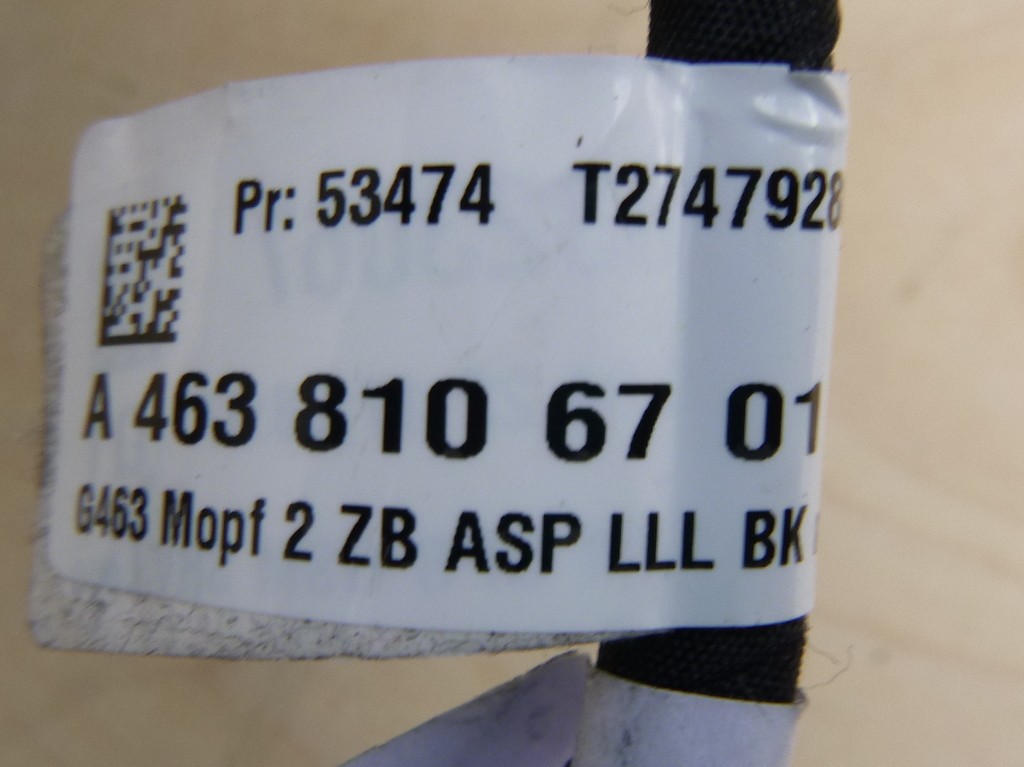 Pr: 53474 T2747928
A 463 810 67 01
G463 Mopf 2 ZB ASP LLL BK